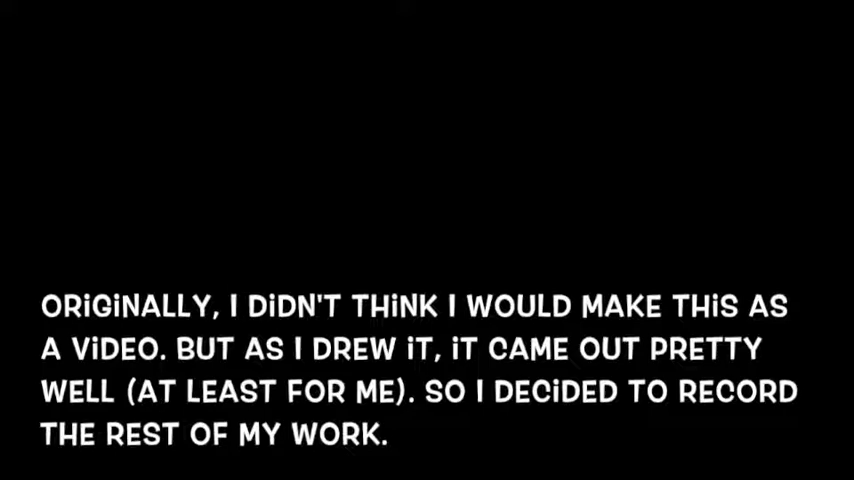 ORiGiNALLY, I DiDN'T THiNK I WOULD MAKE THiS AS
A ViDEO. BUT AS I DREW iT, iT CAME OUT PRETTY
WELL (AT LEAST FOR ME). SO I DECiDED TO RECORD
THE REST OF MY WORK.